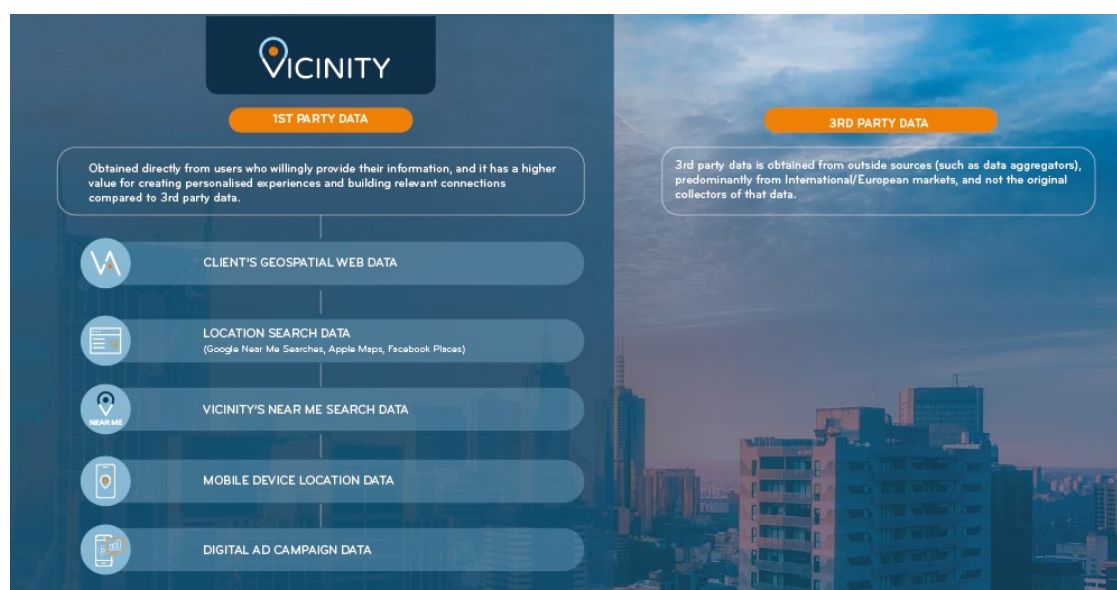 VICINITY
1ST PARTY DATA
Obtained directly from users who willingly provide their information, and it has a higher
value for creating personalised experiences and building relevant connections
compared to 3rd party data.
CLIENT'S GEOSPATIAL WEB DATA
LOCATION SEARCH DATA
(Google Near Me Searches, Apple Maps, Facebook Places)
NEAR ME
VICINITY'S NEAR ME SEARCH DATA
MOBILE DEVICE LOCATION DATA
DIGITAL AD CAMPAIGN DATA
3RD PARTY DATA
3rd party data is obtained from outside sources (such as data aggregators),
predominantly from International/European markets, and not the original
collectors of that data.